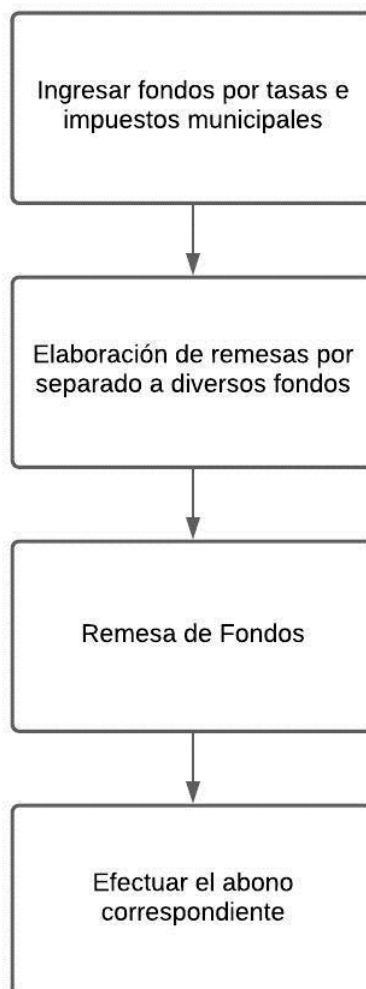 Ingresar fondos por tasas e
impuestos municipales
Elaboración de remesas por
separado a diversos fondos
Remesa de Fondos
Efectuar el abono
correspondiente